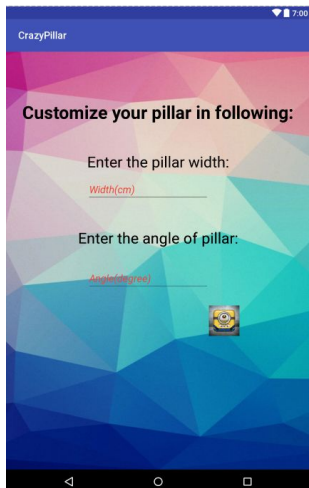 7:00
CrazyPillar
Customize your pillar in following:
Enter the pillar width:
Width(cm)
Enter the angle of pillar:
Angle(degree)